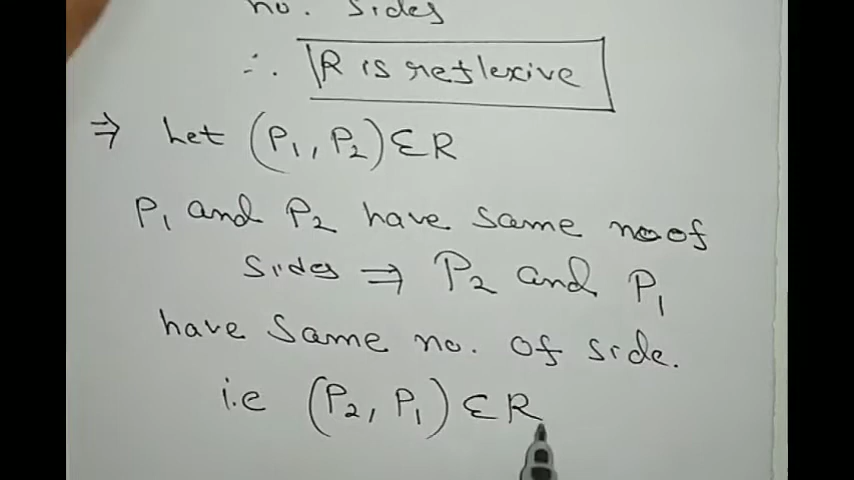 no. sides
∴ R is reflexive
⇒ Let (P₁, P₂) ∈ R
P₁ and P₂ have same no of
sides ⇒ P₂ and P₁
have same no. of side.
i.e (P₂, P₁) ∈ R